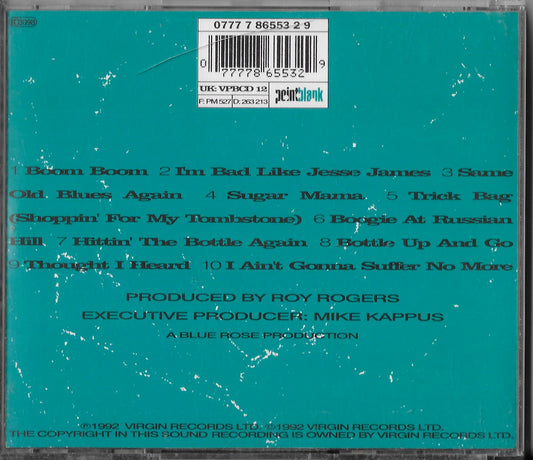 0777 7 86553 2 9
0 77778 65532 9
UK: VPBCD 12
F: PM 527 D: 263 213
pointblank
1 Boom Boom 2 I'm Bad Like Jesse James 3 Same
Old Blues Again 4 Sugar Mama 5 Trick Bag
(Shoppin' For My Tombstone) 6 Boogie At Russian
Hill 7 Hittin' The Bottle Again 8 Bottle Up And Go
9 Thought I Heard 10 I Ain't Gonna Suffer No More
PRODUCED BY ROY ROGERS
EXECUTIVE PRODUCER: MIKE KAPPUS
A BLUE ROSE PRODUCTION
℗1992 VIRGIN RECORDS LTD. ©1992 VIRGIN RECORDS LTD.
THE COPYRIGHT IN THIS SOUND RECORDING IS OWNED BY VIRGIN RECORDS LTD.